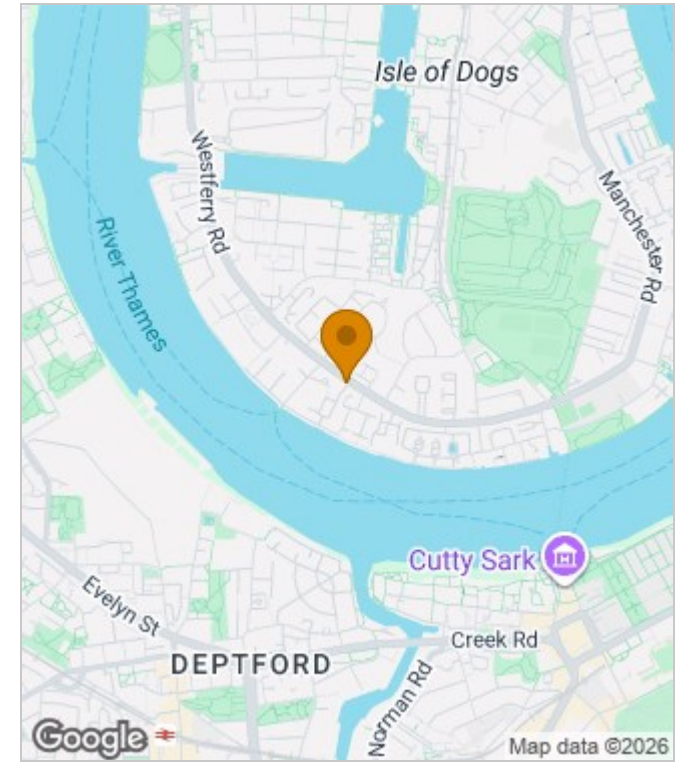 Isle of Dogs
Westferry Rd
Manchester Rd
River Thames
Cutty Sark
Evelyn St
Creek Rd
DEPTFORD
Norman Rd
Google
Map data ©2026